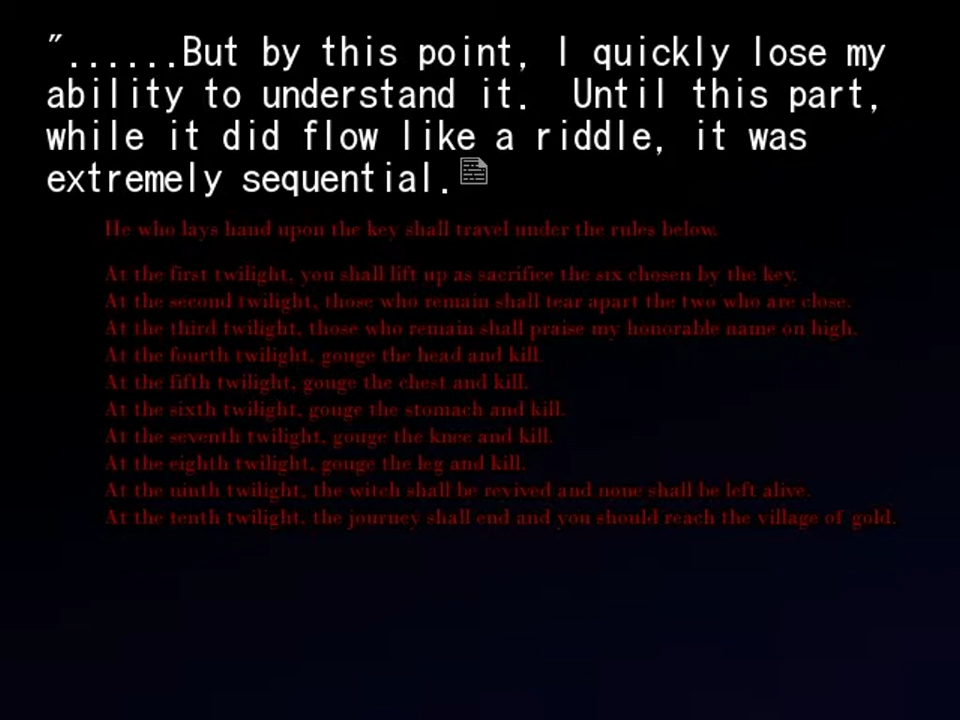 "......But by this point, I quickly lose my
ability to understand it.  Until this part,
while it did flow like a riddle, it was
extremely sequential.
He who lays hand upon the key shall travel under the rules below.
At the first twilight, you shall lift up as sacrifice the six chosen by the key.
At the second twilight, those who remain shall tear apart the two who are close.
At the third twilight, those who remain shall praise my honorable name on high.
At the fourth twilight, gouge the head and kill.
At the fifth twilight, gouge the chest and kill.
At the sixth twilight, gouge the stomach and kill.
At the seventh twilight, gouge the knee and kill.
At the eighth twilight, gouge the leg and kill.
At the ninth twilight, the witch shall be revived and none shall be left alive.
At the tenth twilight, the journey shall end and you should reach the village of gold.